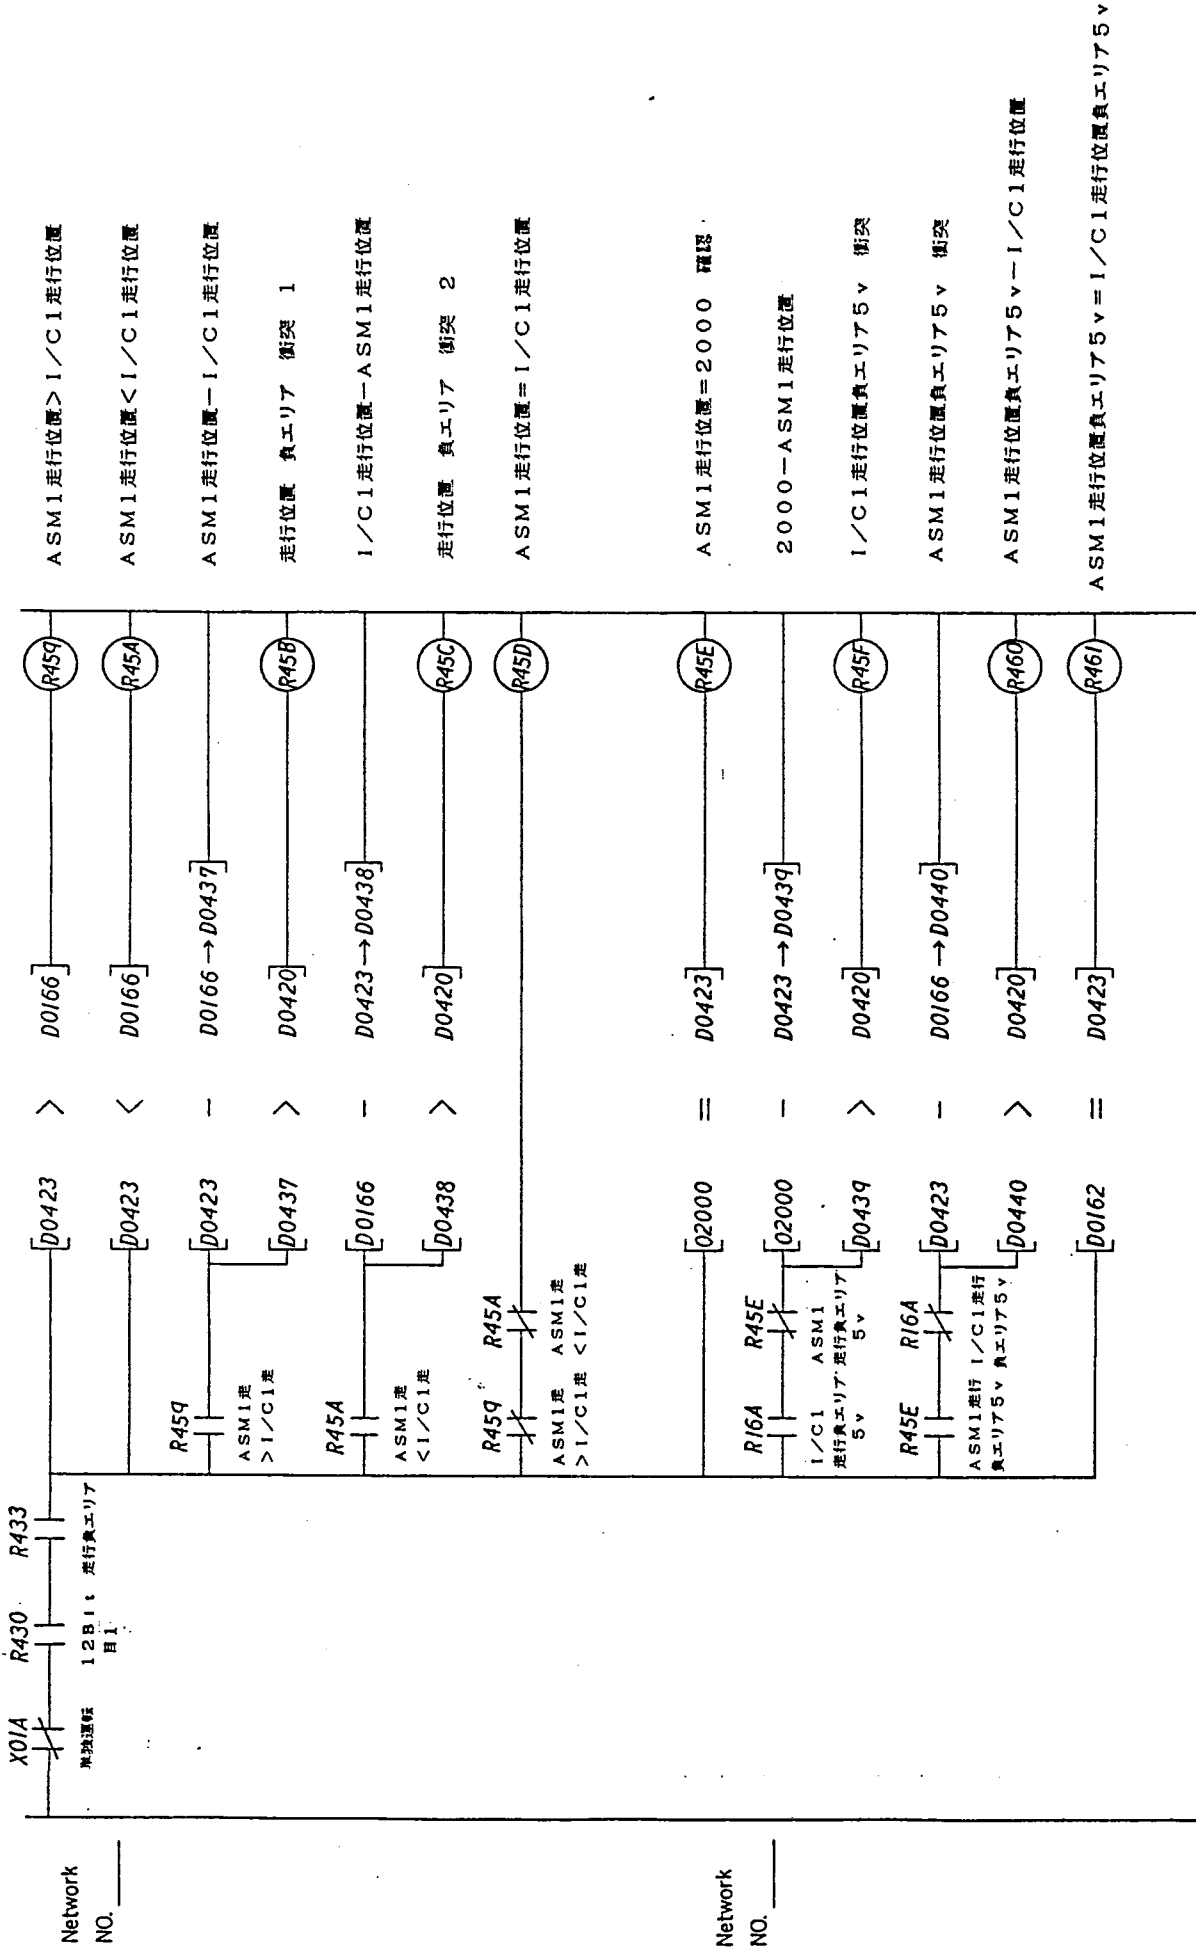 Network
NO.
X01A R430 R433
単独運転 12Bit 走行負エリア
目1
[D0423 > D0166] R459 ASM1走行位置>I/C1走行位置
[D0423 < D0166] R45A ASM1走行位置<I/C1走行位置
R459 [D0423 - D0166→D0437] ASM1走行位置-I/C1走行位置
ASM1走
>I/C1走
[D0437 > D0420] R45B 走行位置 負エリア 衝突 1
R45A [D0166 - D0423→D0438] I/C1走行位置-ASM1走行位置
ASM1走
<I/C1走
[D0438 > D0420] R45C 走行位置 負エリア 衝突 2
R459 R45A R45D ASM1走行位置=I/C1走行位置
ASM1走 ASM1走
>I/C1走 <I/C1走
Network
NO.
[02000 = D0423] R45E ASM1走行位置=2000 確認
R16A R45E [02000 - D0423→D0439] 2000-ASM1走行位置
I/C1 ASM1
走行負エリア 走行負エリア
5v 5v
[D0439 > D0420] R45F I/C1走行位置負エリア5v 衝突
R45E R16A [D0423 - D0166→D0440] ASM1走行位置負エリア5v 衝突
ASM1走行 I/C1走行
負エリア5v 負エリア5v
[D0440 > D0420] R460 ASM1走行位置負エリア5v-I/C1走行位置
[D0162 = D0423] R461 ASM1走行位置負エリア5v=I/C1走行位置負エリア5v